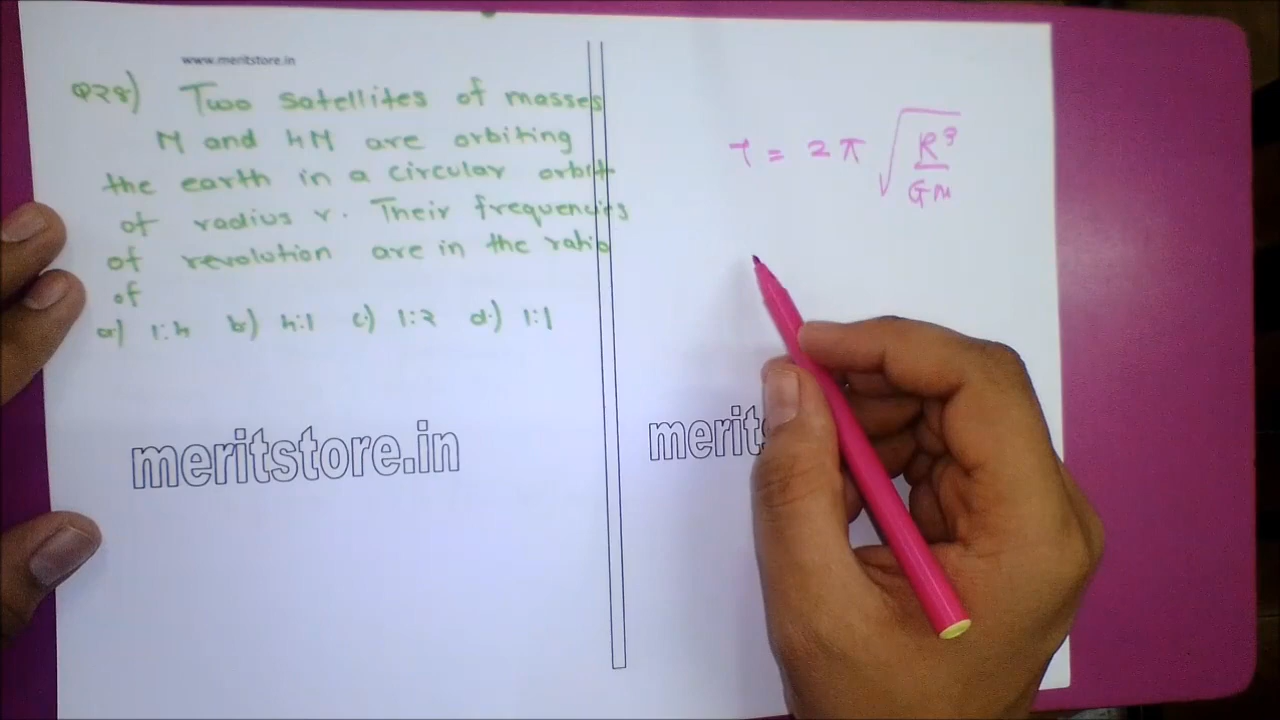 www.meritstore.in
Q28) Two satellites of masses
M and 4M are orbiting
the earth in a circular orbit
of radius r. Their frequencies
of revolution are in the ratio
of
a) 1:4 b) 4:1 c) 1:2 d) 1:1
meritstore.in
T = 2π √(R³/GM)
merits